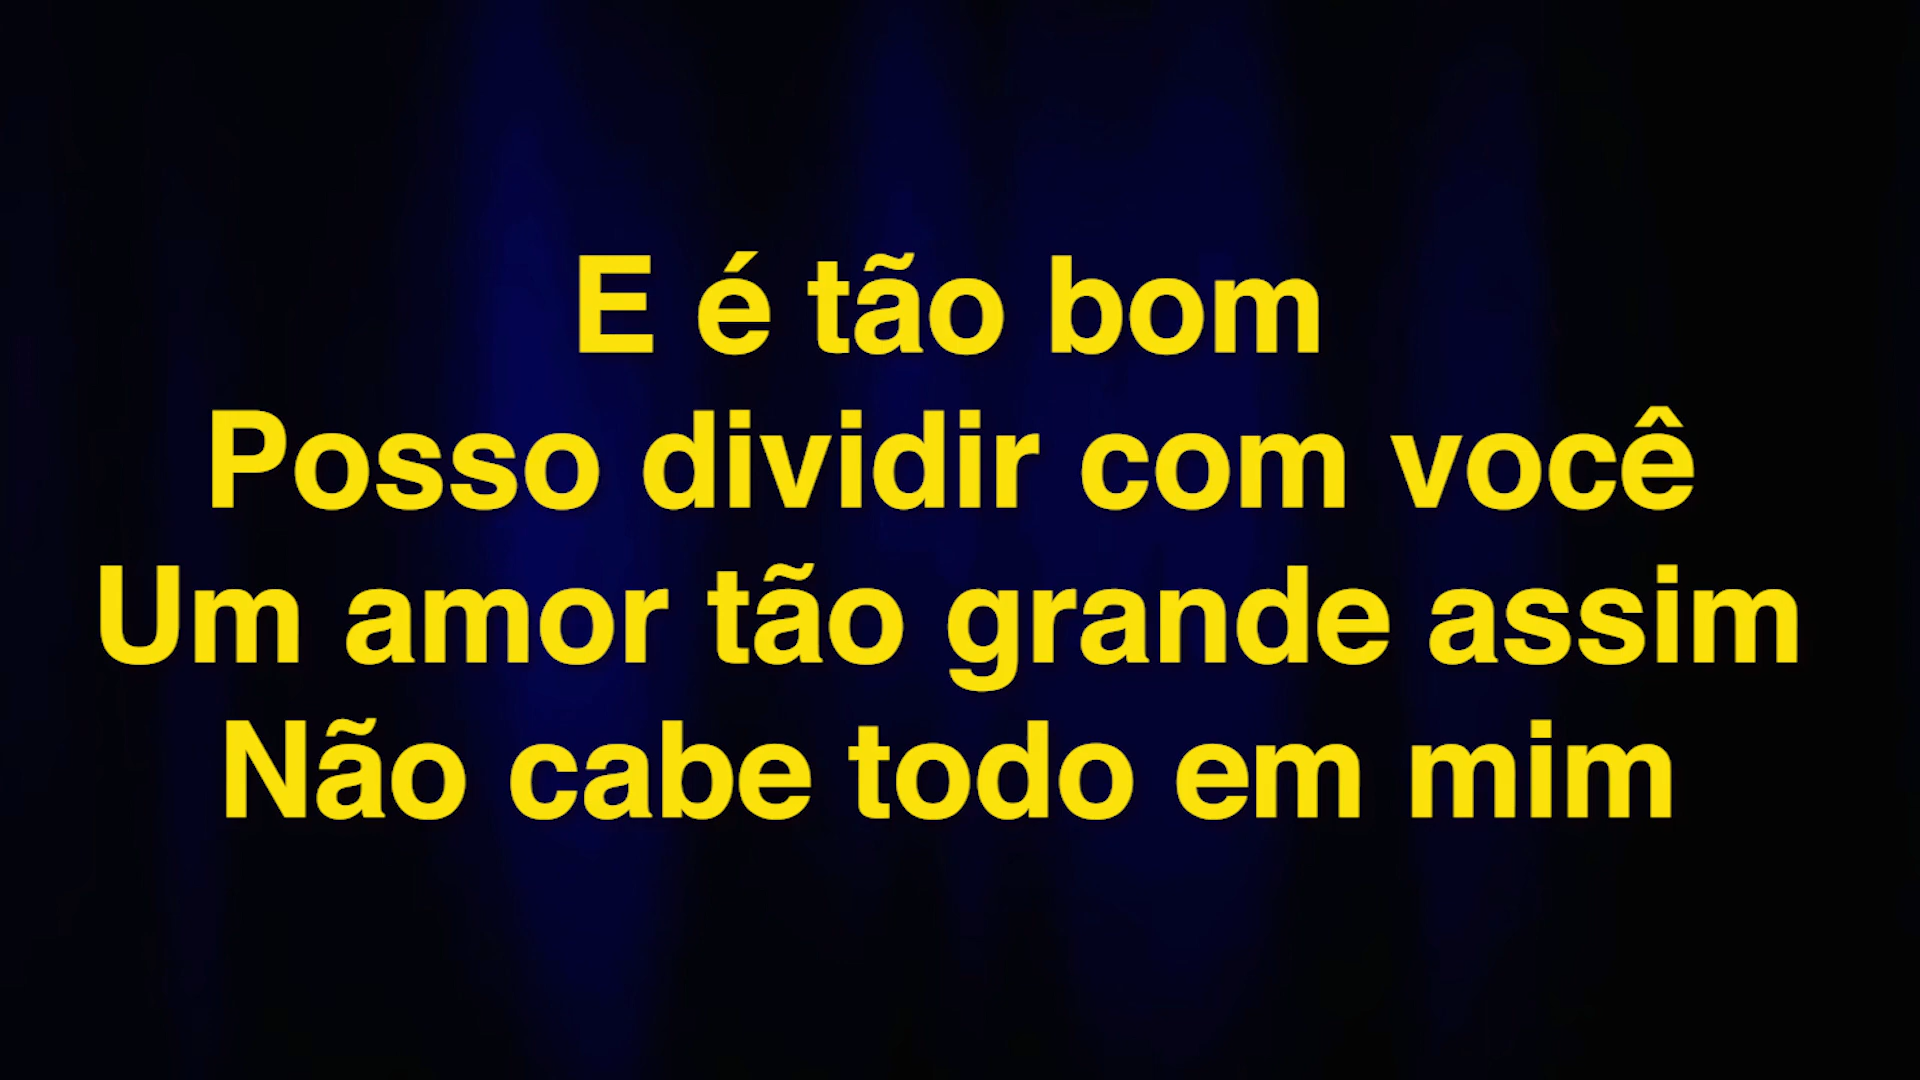 E é tão bom
Posso dividir com você
Um amor tão grande assim
Não cabe todo em mim